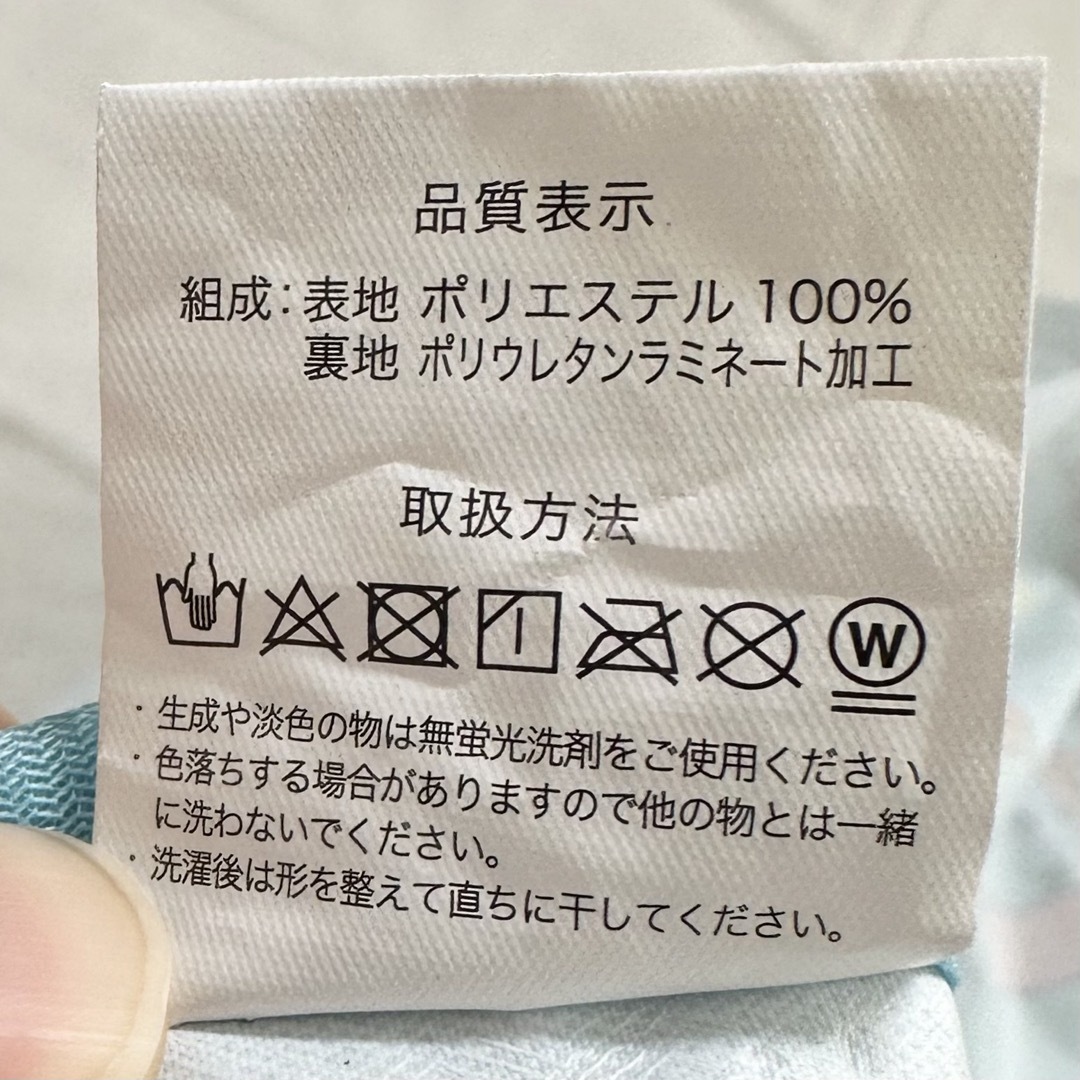 品質表示
組成:表地 ポリエステル 100%
裏地 ポリウレタンラミネート加工
取扱方法
W
・生成や淡色の物は無蛍光洗剤をご使用ください。
・色落ちする場合がありますので他の物とは一緒
に洗わないでください。
・洗濯後は形を整えて直ちに干してください。